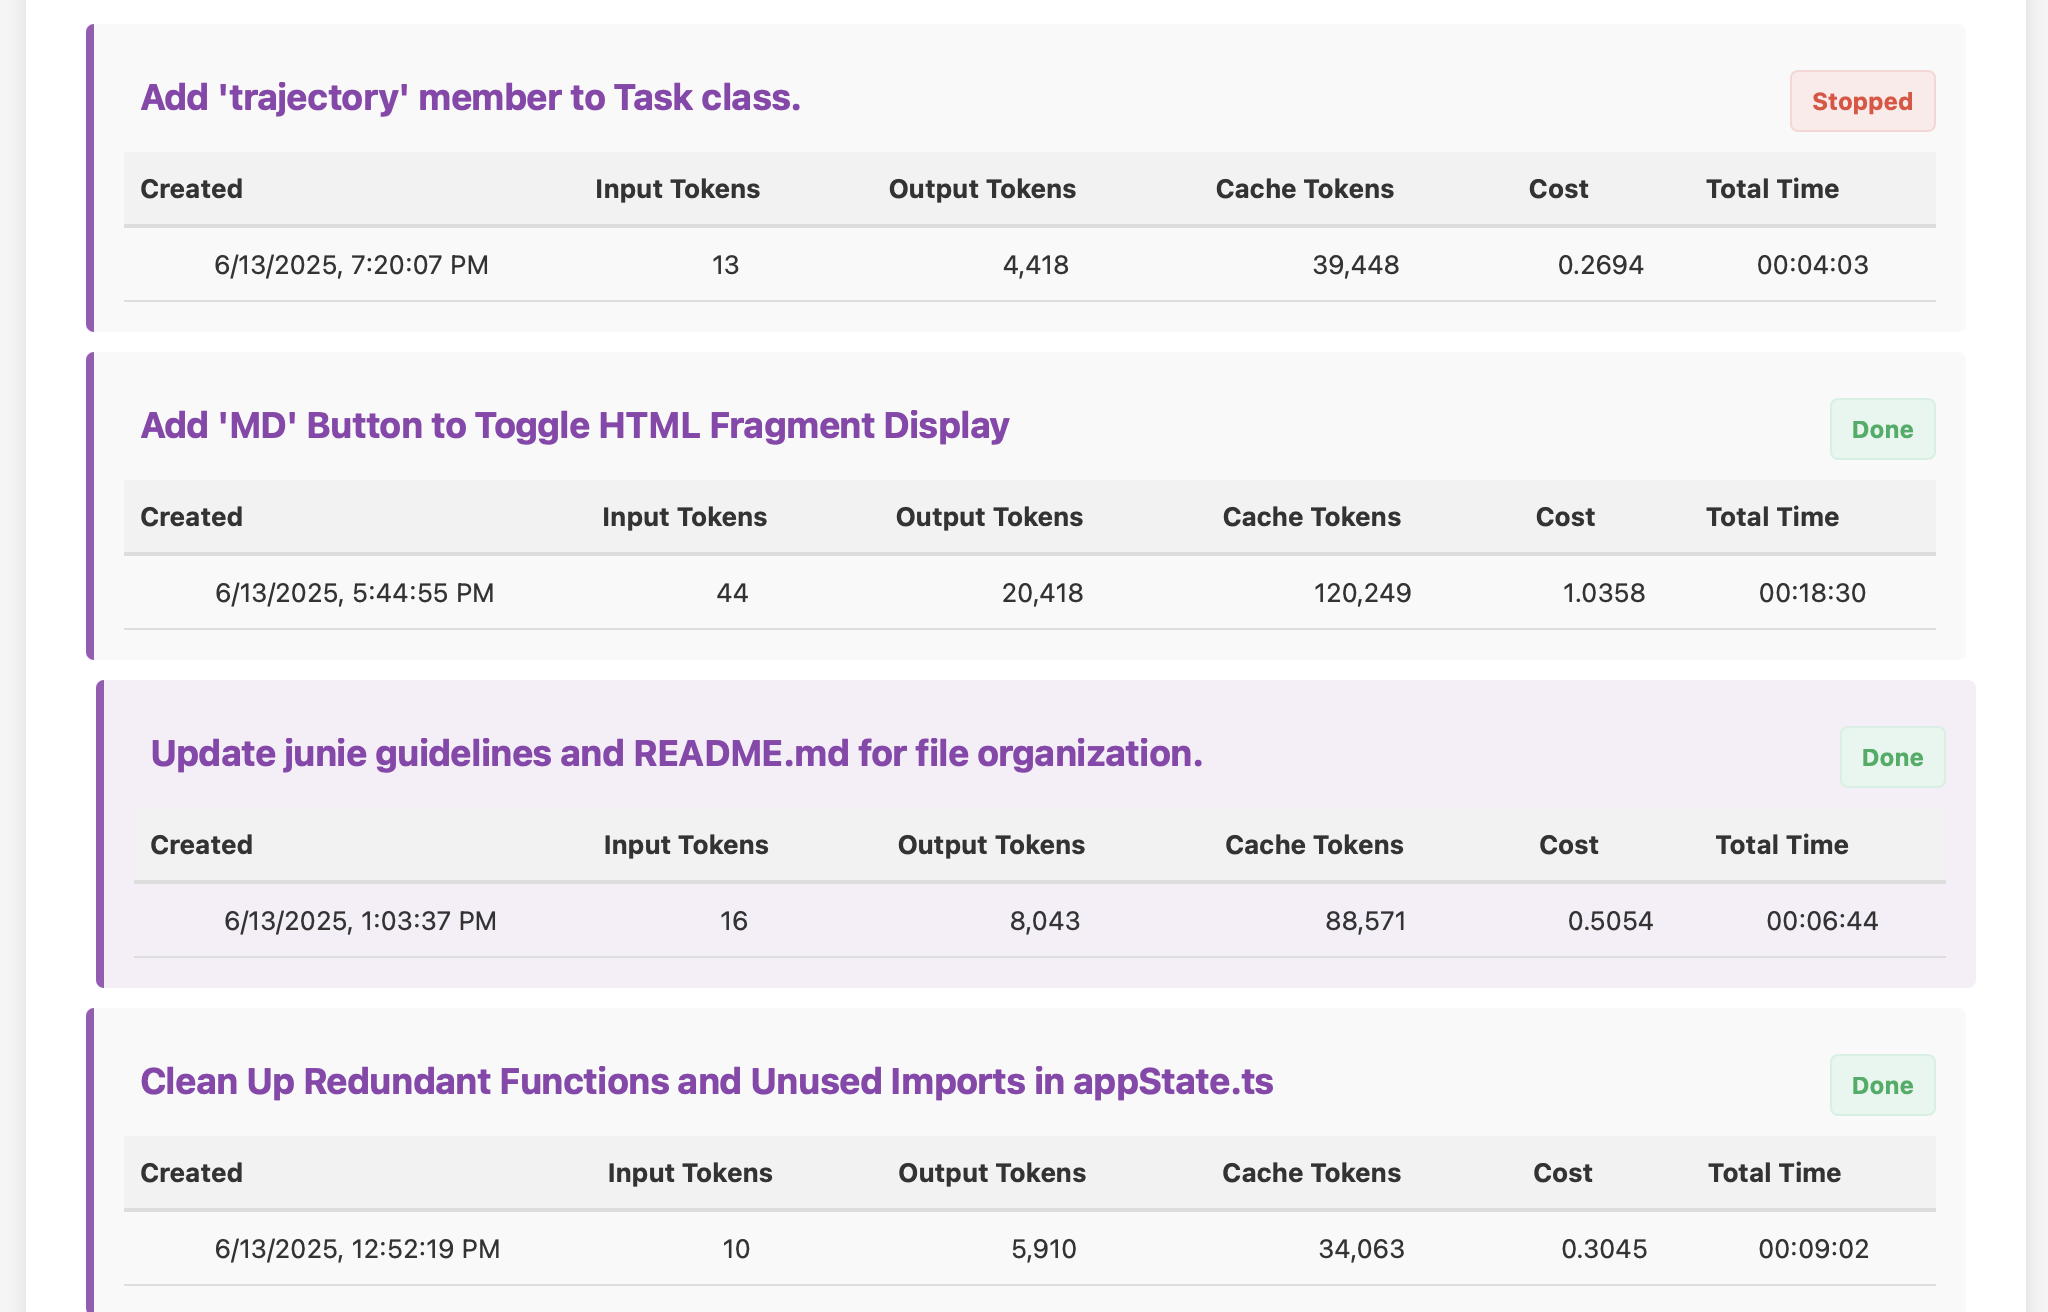 Add 'trajectory' member to Task class.
Stopped
Created Input Tokens Output Tokens Cache Tokens Cost Total Time
6/13/2025, 7:20:07 PM 13 4,418 39,448 0.2694 00:04:03
Add 'MD' Button to Toggle HTML Fragment Display
Done
Created Input Tokens Output Tokens Cache Tokens Cost Total Time
6/13/2025, 5:44:55 PM 44 20,418 120,249 1.0358 00:18:30
Update junie guidelines and README.md for file organization.
Done
Created Input Tokens Output Tokens Cache Tokens Cost Total Time
6/13/2025, 1:03:37 PM 16 8,043 88,571 0.5054 00:06:44
Clean Up Redundant Functions and Unused Imports in appState.ts
Done
Created Input Tokens Output Tokens Cache Tokens Cost Total Time
6/13/2025, 12:52:19 PM 10 5,910 34,063 0.3045 00:09:02